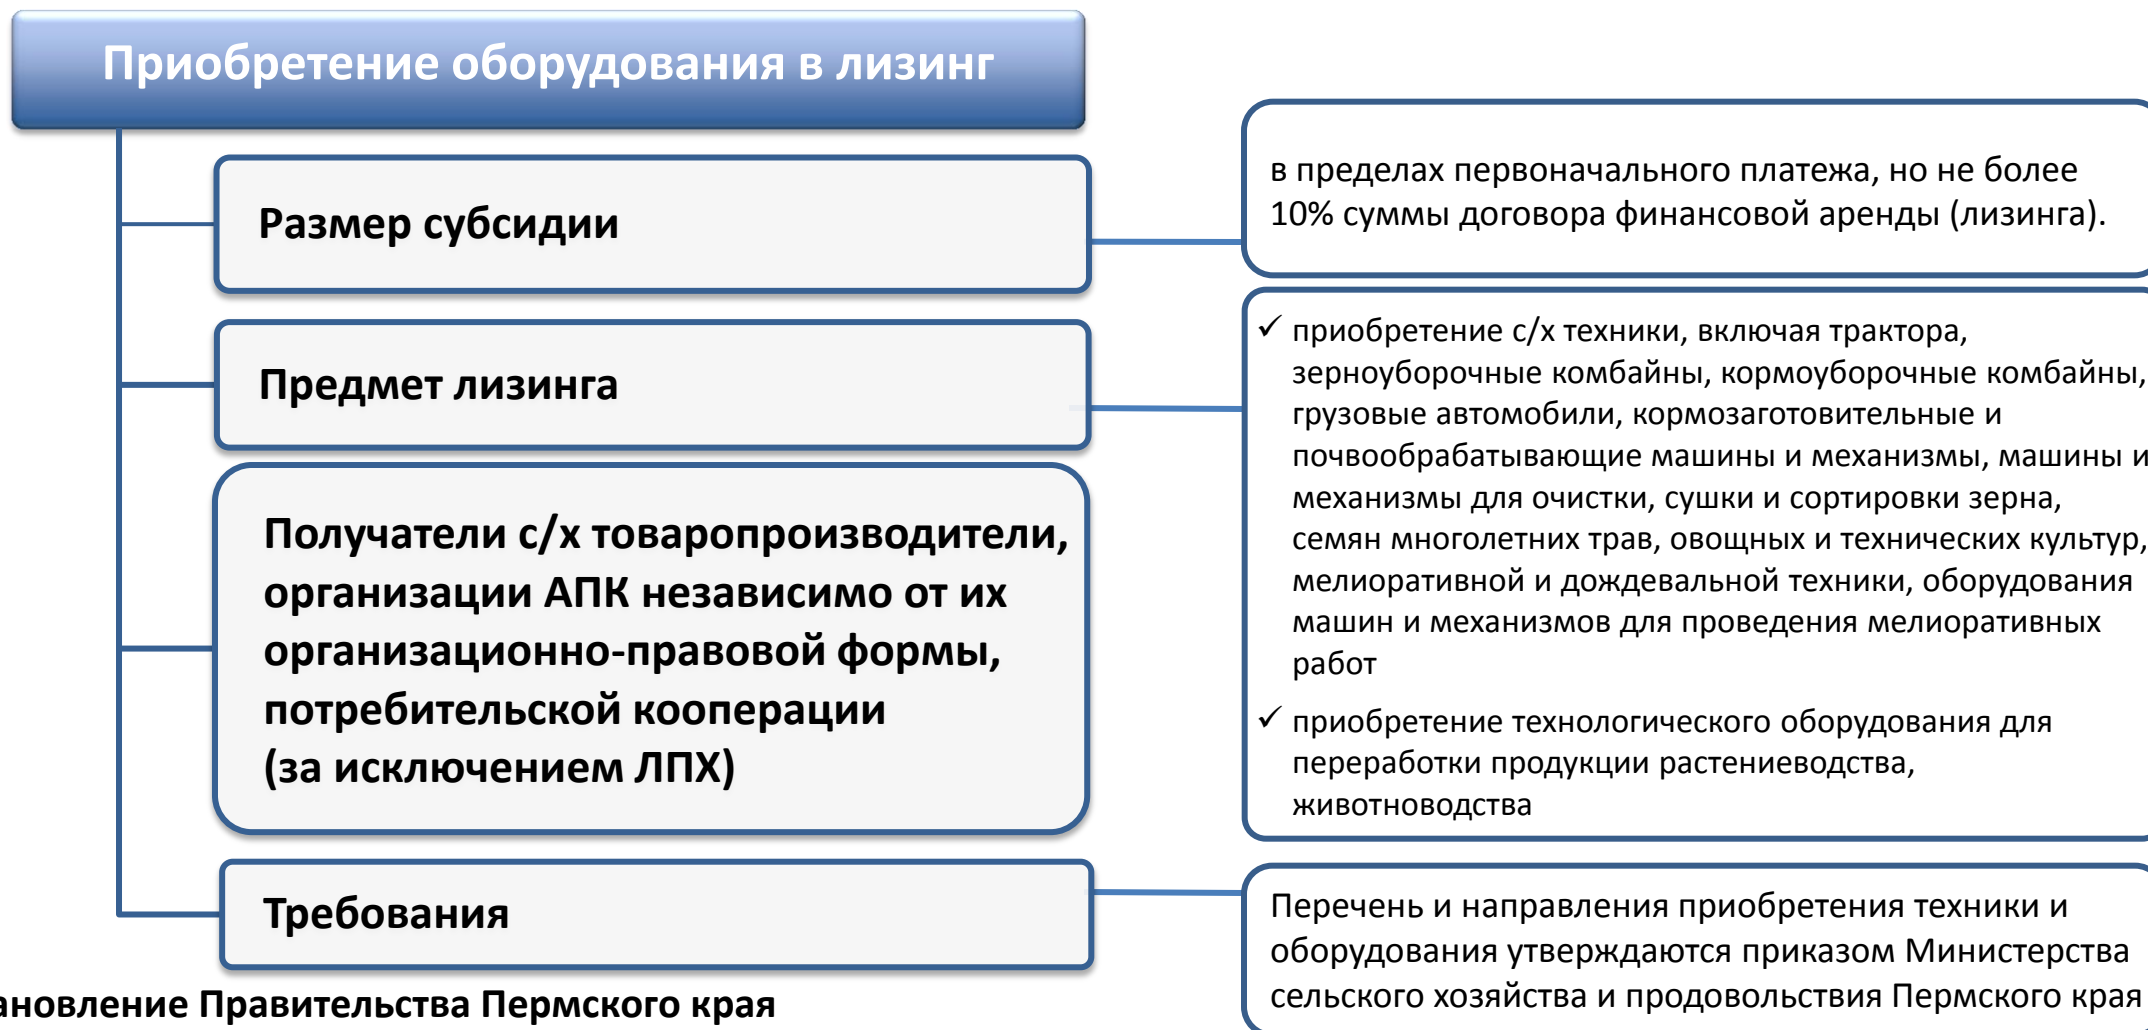 Приобретение оборудования в лизинг
Размер субсидии
в пределах первоначального платежа, но не более
10% суммы договора финансовой аренды (лизинга).
Предмет лизинга
✓ приобретение с/х техники, включая трактора,
зерноуборочные комбайны, кормоуборочные комбайны,
грузовые автомобили, кормозаготовительные и
почвообрабатывающие машины и механизмы, машины и
механизмы для очистки, сушки и сортировки зерна,
семян многолетних трав, овощных и технических культур,
мелиоративной и дождевальной техники, оборудования
машин и механизмов для проведения мелиоративных
работ
✓ приобретение технологического оборудования для
переработки продукции растениеводства,
животноводства
Получатели с/х товаропроизводители,
организации АПК независимо от их
организационно-правовой формы,
потребительской кооперации
(за исключением ЛПХ)
Требования
Перечень и направления приобретения техники и
оборудования утверждаются приказом Министерства
сельского хозяйства и продовольствия Пермского края
ановление Правительства Пермского края